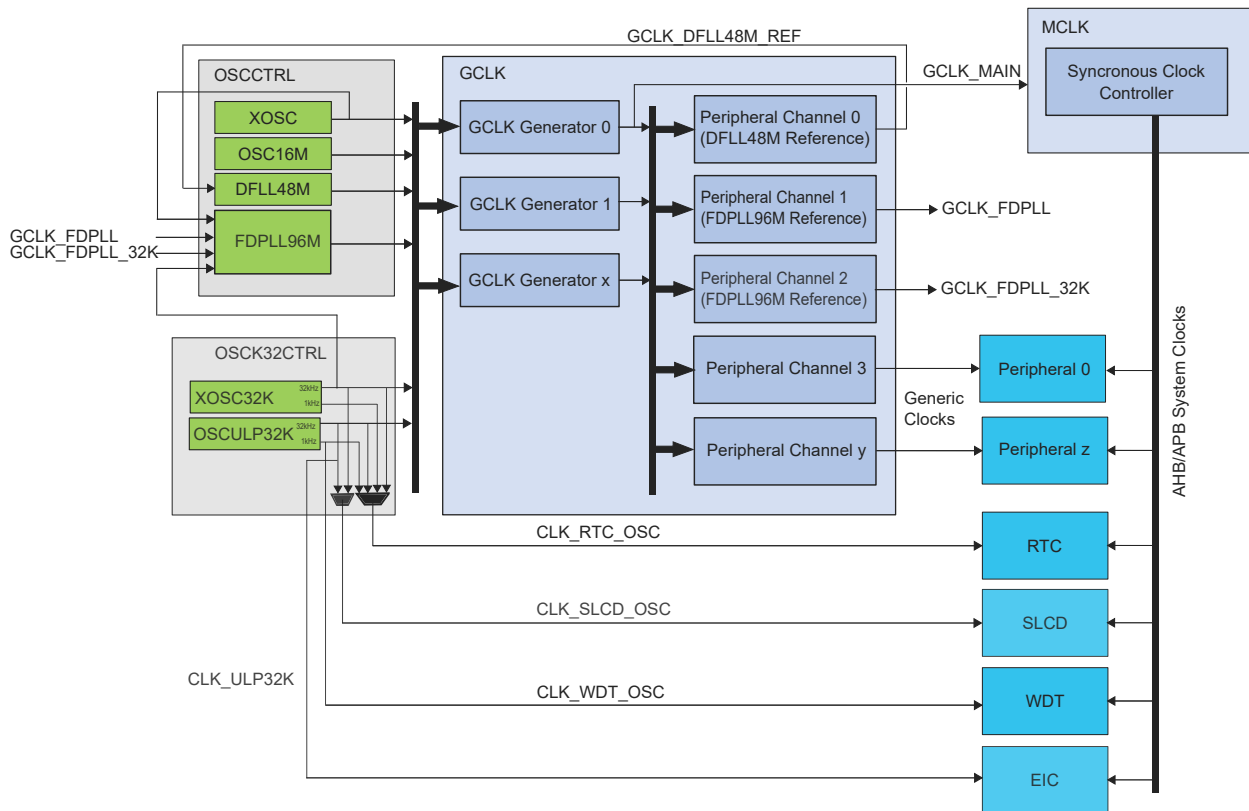 GCLK_DFLL48M_REF
OSCCTRL
XOSC
OSC16M
DFLL48M
FDPLL96M
GCLK_FDPLL
GCLK_FDPLL_32K
OSCK32CTRL
XOSC32K
32kHz
1kHz
OSCULP32K
32kHz
1kHz
GCLK
GCLK Generator 0
GCLK Generator 1
GCLK Generator x
Peripheral Channel 0
(DFLL48M Reference)
Peripheral Channel 1
(FDPLL96M Reference)
Peripheral Channel 2
(FDPLL96M Reference)
Peripheral Channel 3
Peripheral Channel y
GCLK_MAIN
MCLK
Syncronous Clock
Controller
GCLK_FDPLL
GCLK_FDPLL_32K
Generic
Clocks
Peripheral 0
Peripheral z
AHB/APB System Clocks
CLK_RTC_OSC
RTC
CLK_SLCD_OSC
SLCD
CLK_ULP32K
CLK_WDT_OSC
WDT
EIC